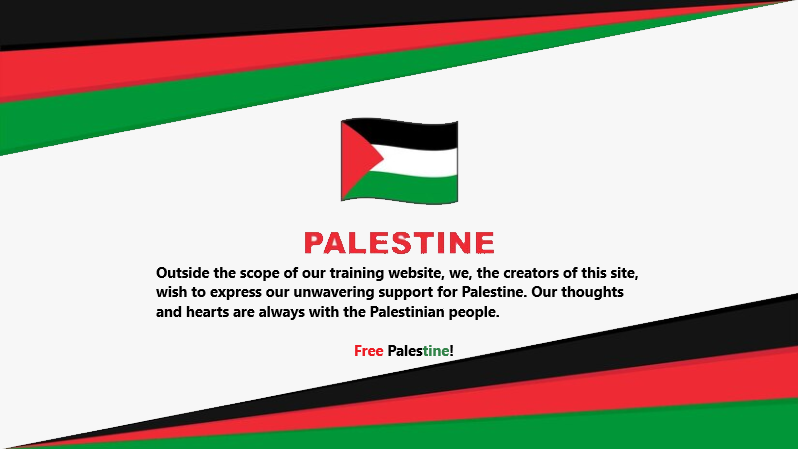 PALESTINE
Outside the scope of our training website, we, the creators of this site,
wish to express our unwavering support for Palestine. Our thoughts
and hearts are always with the Palestinian people.
Free Palestine!